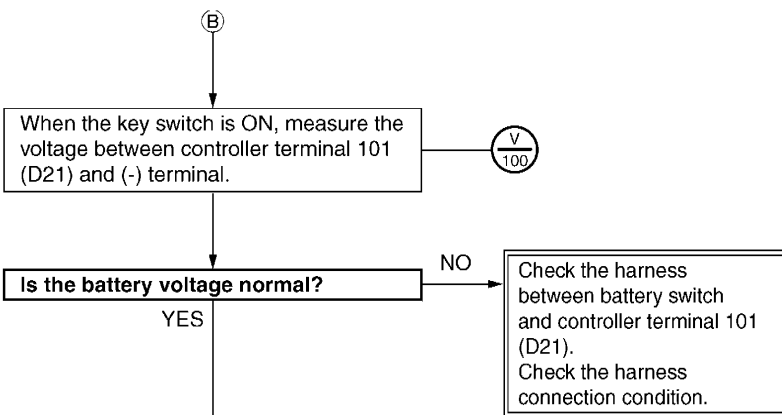 B
When the key switch is ON, measure the
voltage between controller terminal 101
(D21) and (-) terminal.
V
100
Is the battery voltage normal?
NO
YES
Check the harness
between battery switch
and controller terminal 101
(D21).
Check the harness
connection condition.